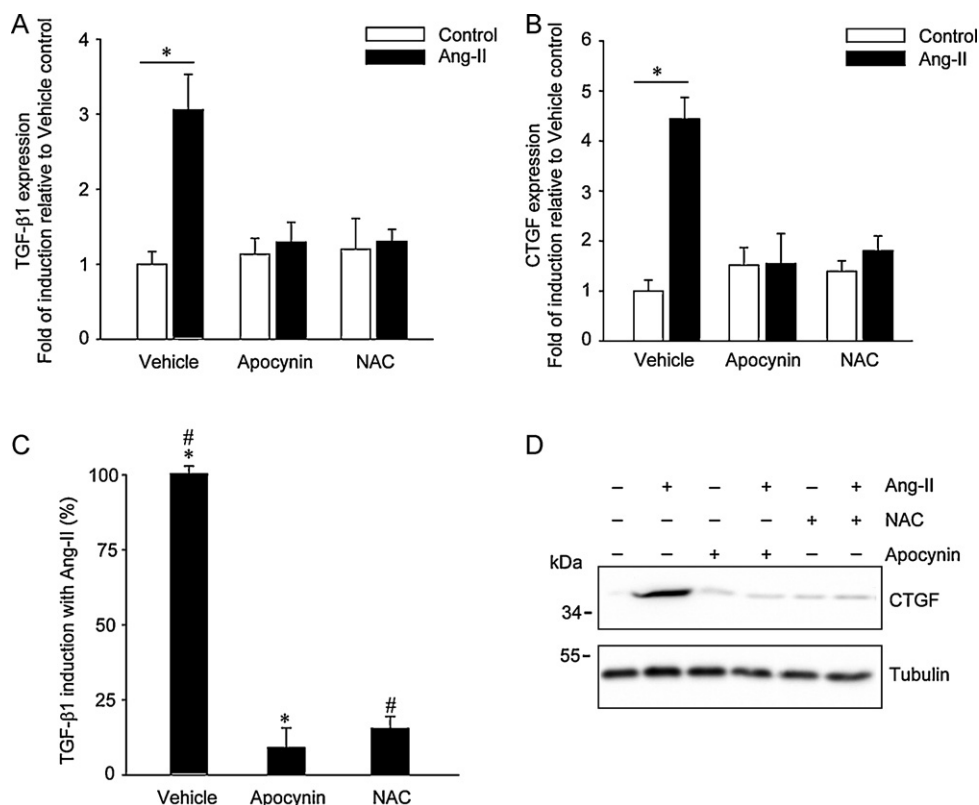 A
TGF-β1 expression
Fold of induction relative to Vehicle control
5
4
3
2
1
0
*
Control
Ang-II
Vehicle Apocynin NAC
B
CTGF expression
Fold of induction relative to Vehicle control
6
5
4
3
2
1
0
*
Control
Ang-II
Vehicle Apocynin NAC
C
TGF-β1 induction with Ang-II (%)
100
75
50
25
0
#
*
*
#
Vehicle Apocynin NAC
D
– + – + – + Ang-II
– – – – + + NAC
– – + + – – Apocynin
kDa
34–
CTGF
55–
Tubulin